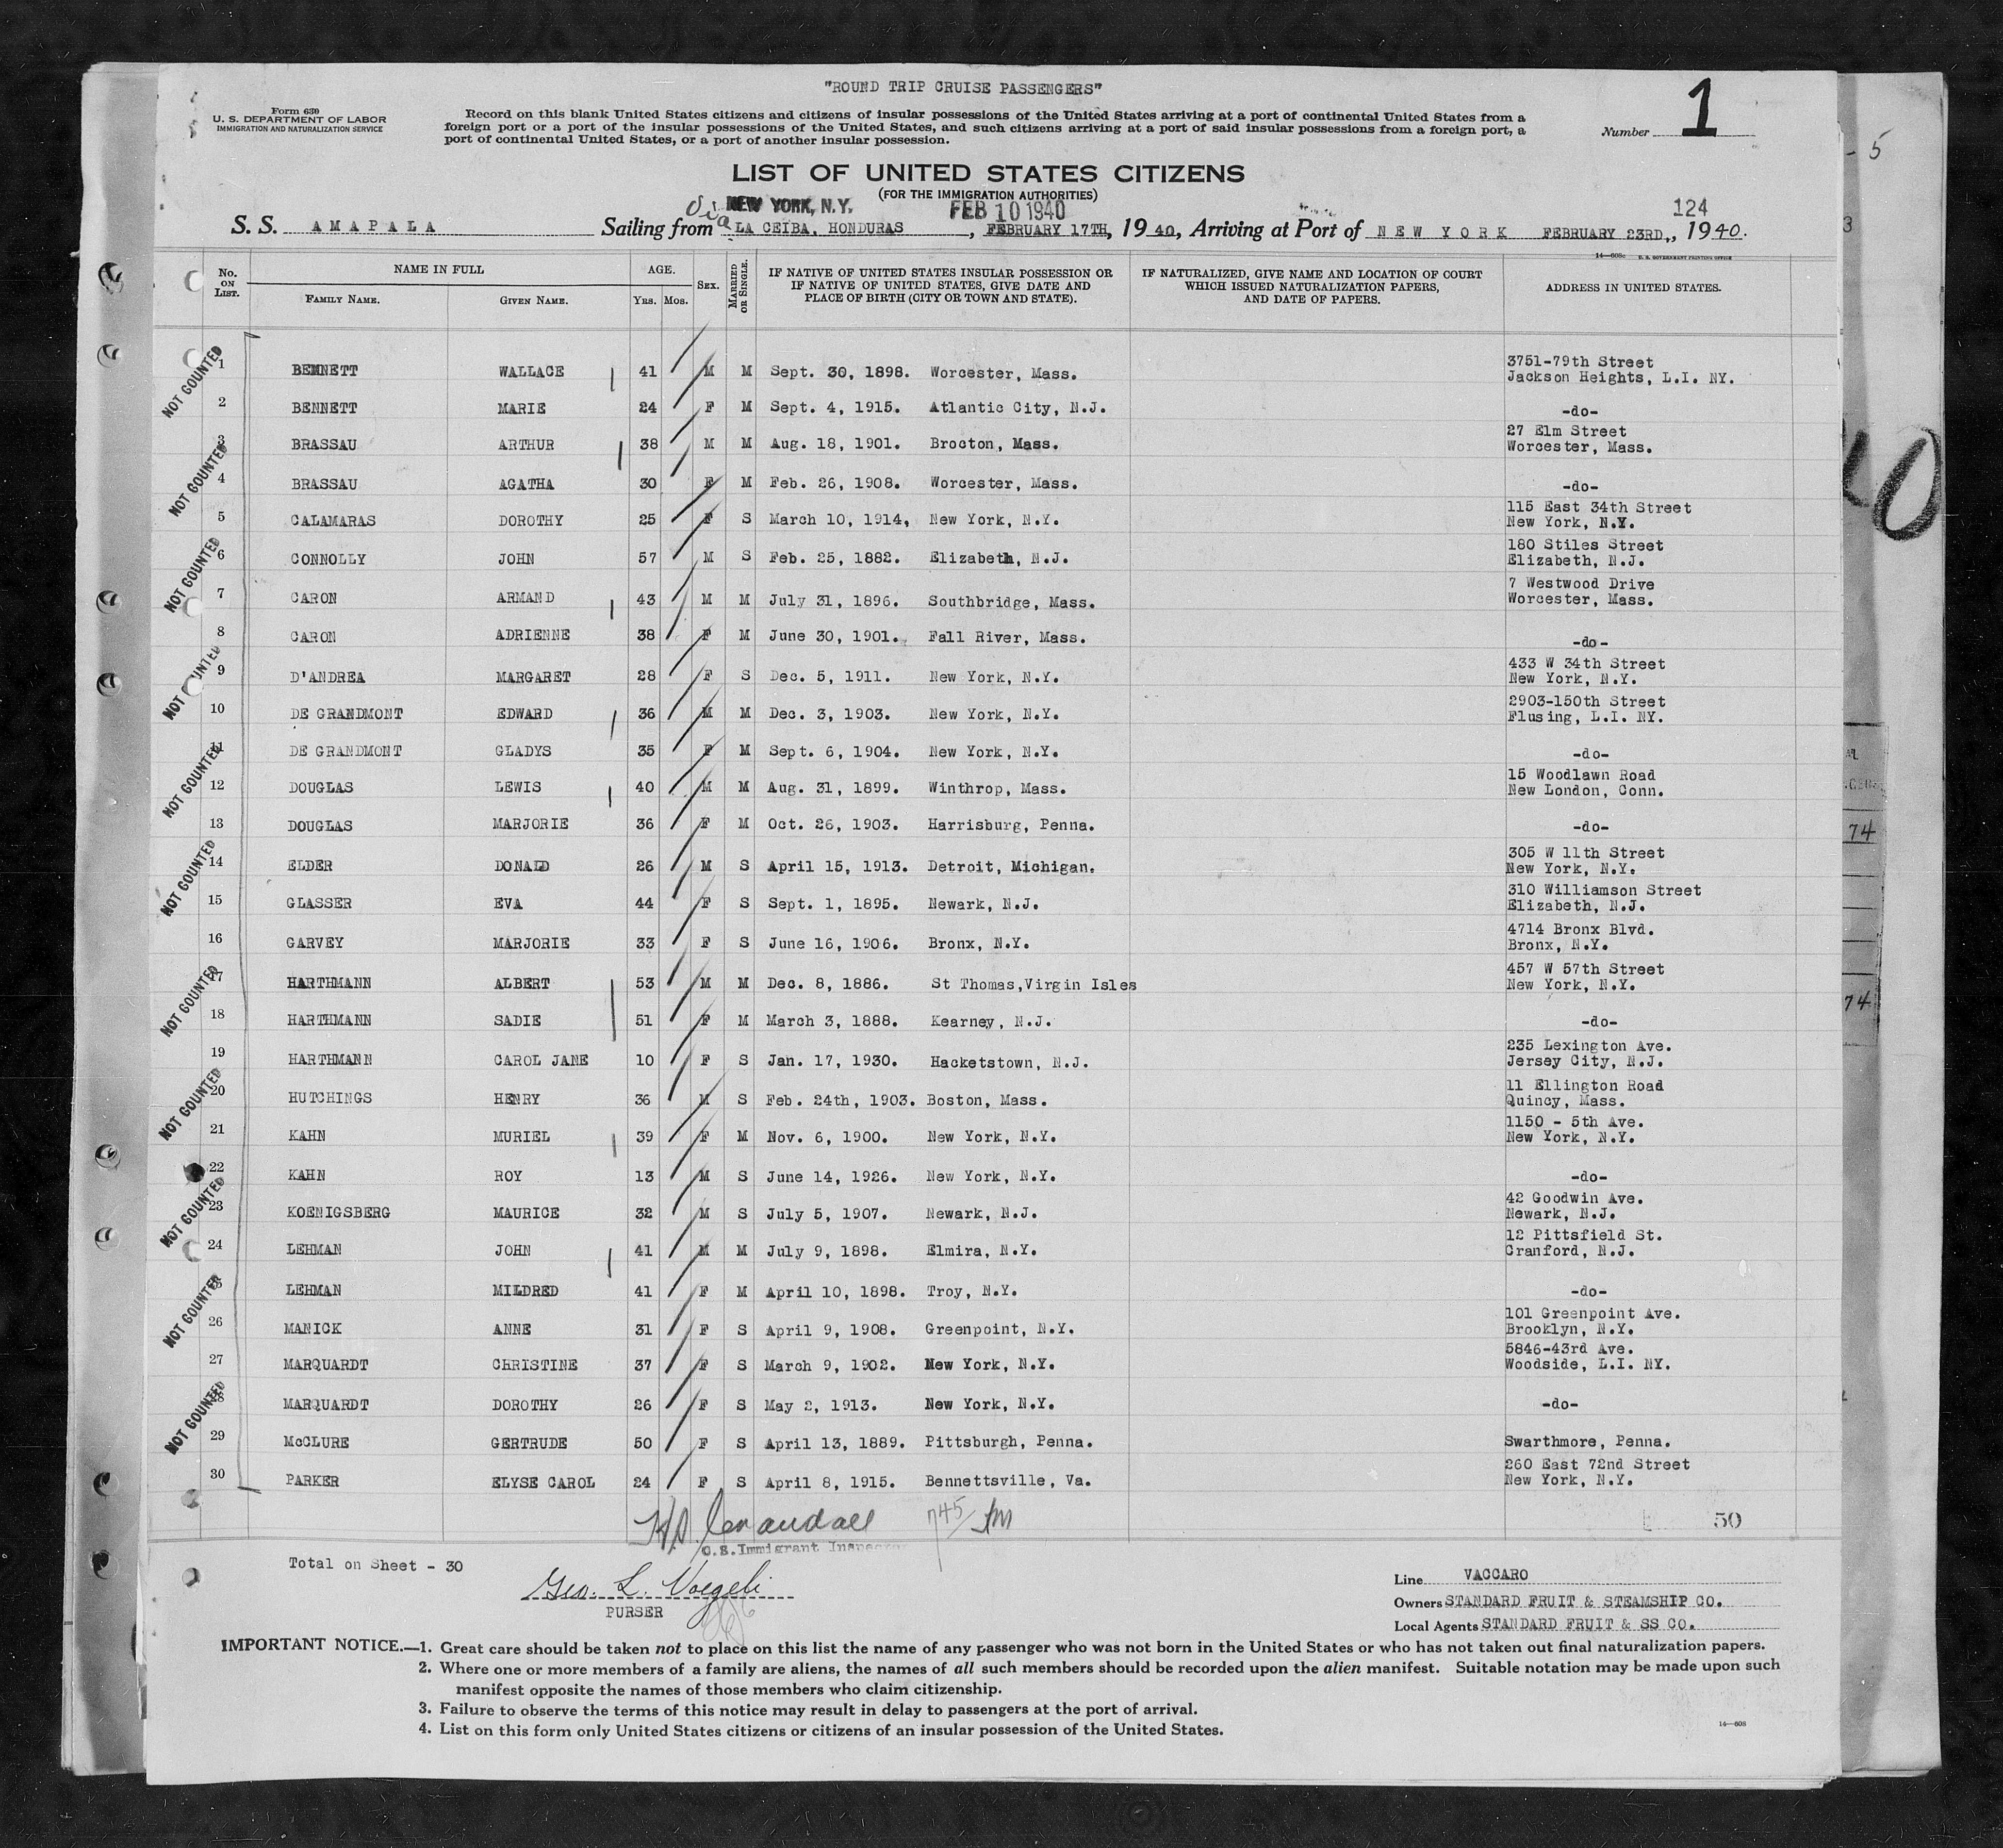 "ROUND TRIP CRUISE PASSENGERS"
Form 630
U. S. DEPARTMENT OF LABOR
IMMIGRATION AND NATURALIZATION SERVICE
Record on this blank United States citizens and citizens of insular possessions of the United States arriving at a port of continental United States from a
foreign port or a port of the insular possessions of the United States, and such citizens arriving at a port of said insular possessions from a foreign port, a
port of continental United States, or a port of another insular possession.
Number 1
LIST OF UNITED STATES CITIZENS
(FOR THE IMMIGRATION AUTHORITIES)
Via NEW YORK, N.Y. FEB 10 1940 124
S. S. AMAPALA Sailing from LA CEIBA, HONDURAS, FEBRUARY 17TH, 1940, Arriving at Port of NEW YORK FEBRUARY 23RD., 1940.
No. ON LIST. NAME IN FULL FAMILY NAME. GIVEN NAME. AGE. YRS. MOS. SEX. MARRIED OR SINGLE. IF NATIVE OF UNITED STATES INSULAR POSSESSION OR IF NATIVE OF UNITED STATES, GIVE DATE AND PLACE OF BIRTH (CITY OR TOWN AND STATE). IF NATURALIZED, GIVE NAME AND LOCATION OF COURT WHICH ISSUED NATURALIZATION PAPERS, AND DATE OF PAPERS. ADDRESS IN UNITED STATES.
1 BENNETT WALLACE 41 M M Sept. 30, 1898. Worcester, Mass. 3751-79th Street Jackson Heights, L.I. NY.
2 BENNETT MARIE 24 F M Sept. 4, 1915. Atlantic City, N.J. -do-
3 BRASSAU ARTHUR 38 M M Aug. 18, 1901. Brocton, Mass. 27 Elm Street Worcester, Mass.
4 BRASSAU AGATHA 30 F M Feb. 26, 1908. Worcester, Mass. -do-
5 CALAMARAS DOROTHY 25 F S March 10, 1914, New York, N.Y. 115 East 34th Street New York, N.Y.
6 CONNOLLY JOHN 57 M S Feb. 25, 1882. Elizabeth, N.J. 180 Stiles Street Elizabeth, N.J.
7 CARON ARMAND 43 M M July 31, 1896. Southbridge, Mass. 7 Westwood Drive Worcester, Mass.
8 CARON ADRIENNE 38 F M June 30, 1901. Fall River, Mass. -do-
9 D'ANDREA MARGARET 28 F S Dec. 5, 1911. New York, N.Y. 433 W 34th Street New York, N.Y.
10 DE GRANDMONT EDWARD 36 M M Dec. 3, 1903. New York, N.Y. 2903-150th Street Flusing, L.I. NY.
11 DE GRANDMONT GLADYS 35 F M Sept. 6, 1904. New York, N.Y. -do-
12 DOUGLAS LEWIS 40 M M Aug. 31, 1899. Winthrop, Mass. 15 Woodlawn Road New London, Conn.
13 DOUGLAS MARJORIE 36 F M Oct. 26, 1903. Harrisburg, Penna. -do-
14 ELDER DONALD 26 M S April 15, 1913. Detroit, Michigan. 305 W 11th Street New York, N.Y.
15 GLASSER EVA 44 F S Sept. 1, 1895. Newark, N.J. 310 Williamson Street Elizabeth, N.J.
16 GARVEY MARJORIE 33 F S June 16, 1906. Bronx, N.Y. 4714 Bronx Blvd. Bronx, N.Y.
17 HARTHMANN ALBERT 53 M M Dec. 8, 1886. St Thomas,Virgin Isles 457 W 57th Street New York, N.Y.
18 HARTHMANN SADIE 51 F M March 3, 1888. Kearney, N.J. -do-
19 HARTHMANN CAROL JANE 10 F S Jan. 17, 1930. Hacketstown, N.J. 235 Lexington Ave. Jersey City, N.J.
20 HUTCHINGS HENRY 36 M S Feb. 24th, 1903. Boston, Mass. 11 Ellington Road Quincy, Mass.
21 KAHN MURIEL 39 F M Nov. 6, 1900. New York, N.Y. 1150 - 5th Ave. New York, N.Y.
22 KAHN ROY 13 M S June 14, 1926. New York, N.Y. -do-
23 KOENIGSBERG MAURICE 32 M S July 5, 1907. Newark, N.J. 42 Goodwin Ave. Newark, N.J.
24 LEHMAN JOHN 41 M M July 9, 1898. Elmira, N.Y. 12 Pittsfield St. Cranford, N.J.
25 LEHMAN MILDRED 41 F M April 10, 1898. Troy, N.Y. -do-
26 MANICK ANNE 31 F S April 9, 1908. Greenpoint, N.Y. 101 Greenpoint Ave. Brooklyn, N.Y.
27 MARQUARDT CHRISTINE 37 F S March 9, 1902. New York, N.Y. 5846-43rd Ave. Woodside, L.I. NY.
28 MARQUARDT DOROTHY 26 F S May 2, 1913. New York, N.Y. -do-
29 McCLURE GERTRUDE 50 F S April 13, 1889. Pittsburgh, Penna. Swarthmore, Penna.
30 PARKER ELYSE CAROL 24 F S April 8, 1915. Bennettsville, Va. 260 East 72nd Street New York, N.Y.
NOT COUNTED
NOT COUNTED
NOT COUNTED
NOT COUNTED
NOT COUNTED
NOT COUNTED
NOT COUNTED
NOT COUNTED
NOT COUNTED
NOT COUNTED
NOT COUNTED
Crandall 745 50
U.S. Immigrant Inspector
Total on Sheet - 30
Geo. L. Voegeli
PURSER
Line VACCARO
Owners STANDARD FRUIT & STEAMSHIP CO.
Local Agents STANDARD FRUIT & SS CO.
IMPORTANT NOTICE.—1. Great care should be taken not to place on this list the name of any passenger who was not born in the United States or who has not taken out final naturalization papers.
2. Where one or more members of a family are aliens, the names of all such members should be recorded upon the alien manifest. Suitable notation may be made upon such
manifest opposite the names of those members who claim citizenship.
3. Failure to observe the terms of this notice may result in delay to passengers at the port of arrival.
4. List on this form only United States citizens or citizens of an insular possession of the United States.
14—608
- 5
74
74